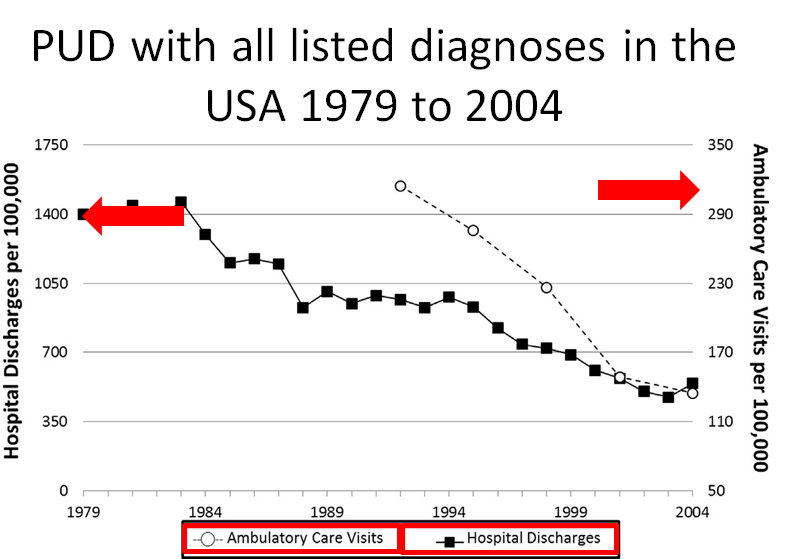 PUD with all listed diagnoses in the
USA 1979 to 2004
Hospital Discharges per 100,000
1750
1400
1050
700
350
0
350
290
230
170
110
50
Ambulatory Care Visits per 100,000
1979 1984 1989 1994 1999 2004
Ambulatory Care Visits Hospital Discharges